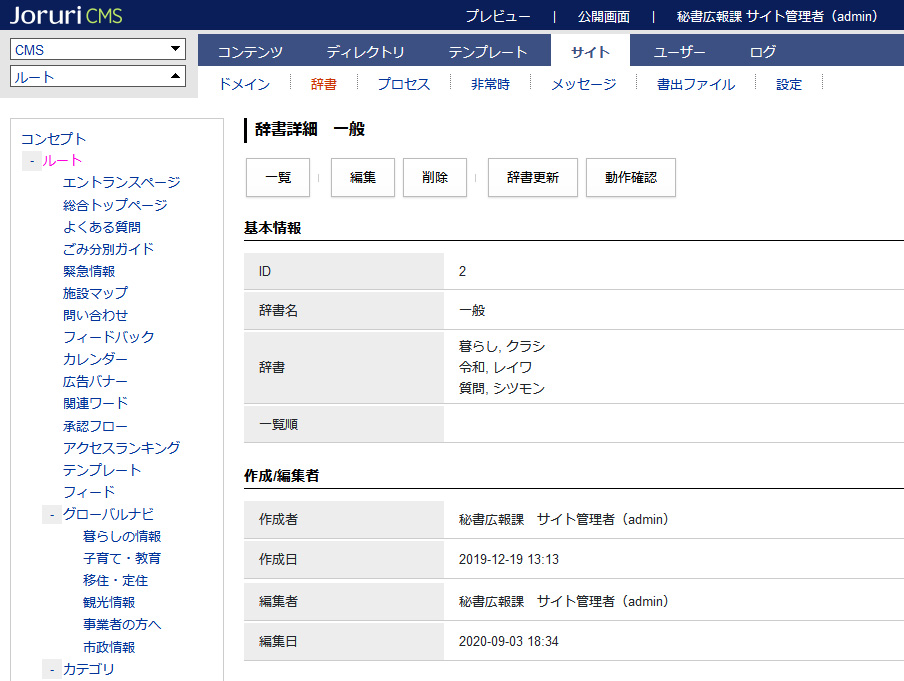 Joruri CMS
プレビュー | 公開画面 | 秘書広報課 サイト管理者（admin）
CMS
ルート
コンテンツ ディレクトリ テンプレート サイト ユーザー ログ
ドメイン 辞書 プロセス 非常時 メッセージ 書出ファイル 設定
コンセプト
- ルート
エントランスページ
総合トップページ
よくある質問
ごみ分別ガイド
緊急情報
施設マップ
問い合わせ
フィードバック
カレンダー
広告バナー
関連ワード
承認フロー
アクセスランキング
テンプレート
フィード
- グローバルナビ
暮らしの情報
子育て・教育
移住・定住
観光情報
事業者の方へ
市政情報
- カテゴリ
辞書詳細　一般
一覧 編集 削除 辞書更新 動作確認
基本情報
ID 2
辞書名 一般
辞書 暮らし, クラシ
令和, レイワ
質問, シツモン
一覧順
作成/編集者
作成者 秘書広報課　サイト管理者（admin）
作成日 2019-12-19 13:13
編集者 秘書広報課　サイト管理者（admin）
編集日 2020-09-03 18:34